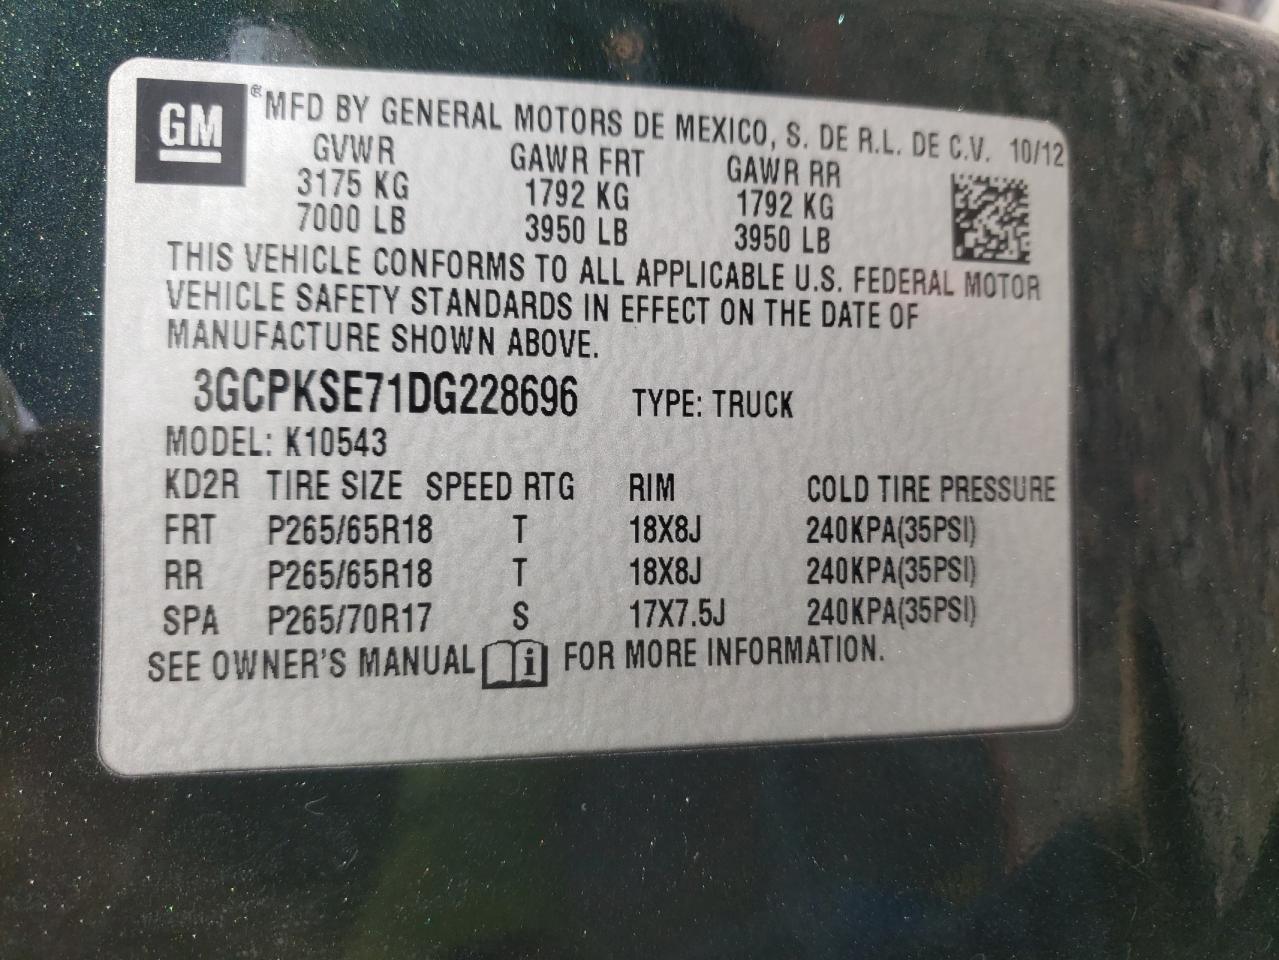 GM
®MFD BY GENERAL MOTORS DE MEXICO, S. DE R.L. DE C.V. 10/12
GVWR GAWR FRT GAWR RR
3175 KG 1792 KG 1792 KG
7000 LB 3950 LB 3950 LB
THIS VEHICLE CONFORMS TO ALL APPLICABLE U.S. FEDERAL MOTOR
VEHICLE SAFETY STANDARDS IN EFFECT ON THE DATE OF
MANUFACTURE SHOWN ABOVE.
3GCPKSE71DG228696 TYPE: TRUCK
MODEL: K10543
KD2R TIRE SIZE SPEED RTG RIM COLD TIRE PRESSURE
FRT P265/65R18 T 18X8J 240KPA(35PSI)
RR P265/65R18 T 18X8J 240KPA(35PSI)
SPA P265/70R17 S 17X7.5J 240KPA(35PSI)
SEE OWNER'S MANUAL i FOR MORE INFORMATION.